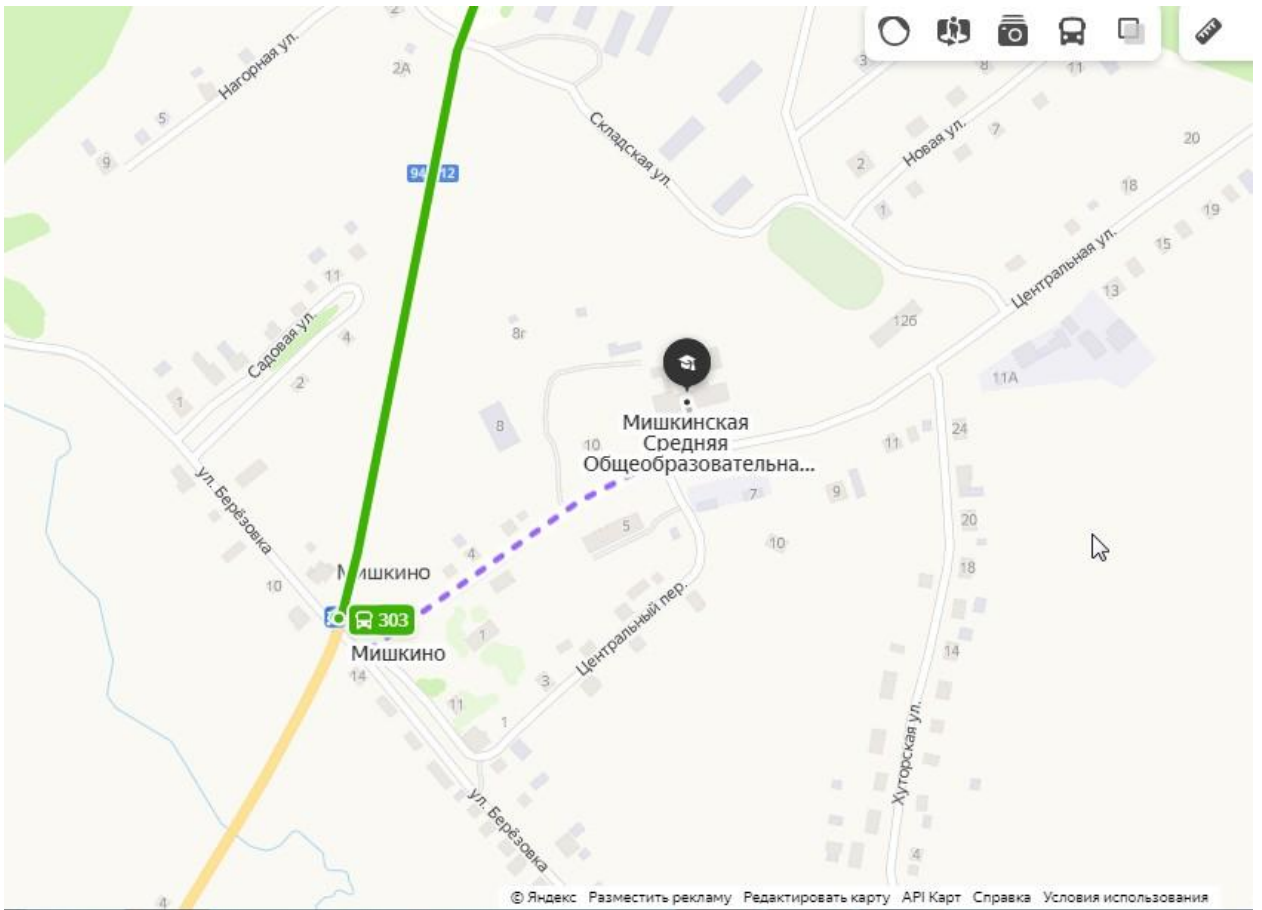 Нагорная ул.
2
2А
5
9
94
12
Складская ул.
3
8
11
Новая ул.
7
2
1
20
18
19
15
Центральная ул.
13
11
Садовая ул.
4
2
1
8г
12б
11А
8
10
Мишкинская
Средняя
Общеобразовательна...
11
24
9
7
5
20
10
18
ул. Берёзовка
4
Мишкино
10
303
Мишкино
14
1
Центральный пер.
3
11
1
14
Хуторская ул.
ул. Берёзовка
4
4
© Яндекс Разместить рекламу Редактировать карту API Карт Справка Условия использования